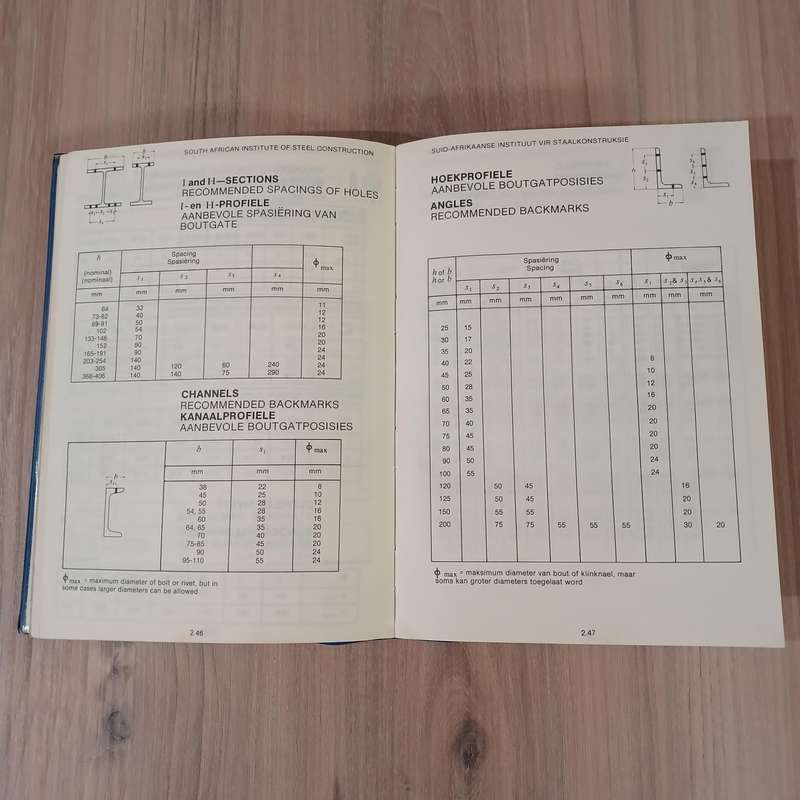 SOUTH AFRICAN INSTITUTE OF STEEL CONSTRUCTION
I and H—SECTIONS
RECOMMENDED SPACINGS OF HOLES
I-en H-PROFIELE
AANBEVOLE SPASIËRING VAN
BOUTGATE
h Spacing ϕ max
(nominal) Spasiëring
(nominaal) s₁ s₂ s₃ s₄
mm mm mm mm mm mm
64 32 11
73-82 40 12
89-91 50 12
102 54 16
133-146 70 20
152 90 20
165-191 90 24
203-254 140 24
305 140 120 60 240 24
356-406 140 140 75 290 24
CHANNELS
RECOMMENDED BACKMARKS
KANAALPROFIELE
AANBEVOLE BOUTGATPOSISIES
b s₁ ϕ max
mm mm mm
38 22 8
45 25 10
50 28 12
54, 55 28 16
60 35 16
64, 65 35 20
70 40 20
75-85 45 20
90 50 24
95-110 55 24
ϕ max = maximum diameter of bolt or rivet, but in
some cases larger diameters can be allowed
2.46
SUID-AFRIKAANSE INSTITUUT VIR STAALKONSTRUKSIE
HOEKPROFIELE
AANBEVOLE BOUTGATPOSISIES
ANGLES
RECOMMENDED BACKMARKS
h of b Spasiëring ϕ max
h or b Spacing
s₁ s₂ s₃ s₄ s₅ s₆ s₁ s₂ & s₃ s₄ s₅ & s₆
mm mm mm mm mm mm mm mm mm mm
25 15
30 17
35 20
40 22 8
45 25 10
50 28 12
60 35 16
65 35 20
70 40 20
75 45 20
80 45 20
90 50 24
100 55 24
120 50 45 16
125 50 45 20
150 55 55 20
200 75 75 55 55 55 30 20
ϕ max = maksimum diameter van bout of klinknael, maar
soms kan groter diameters toegelaat word
2.47